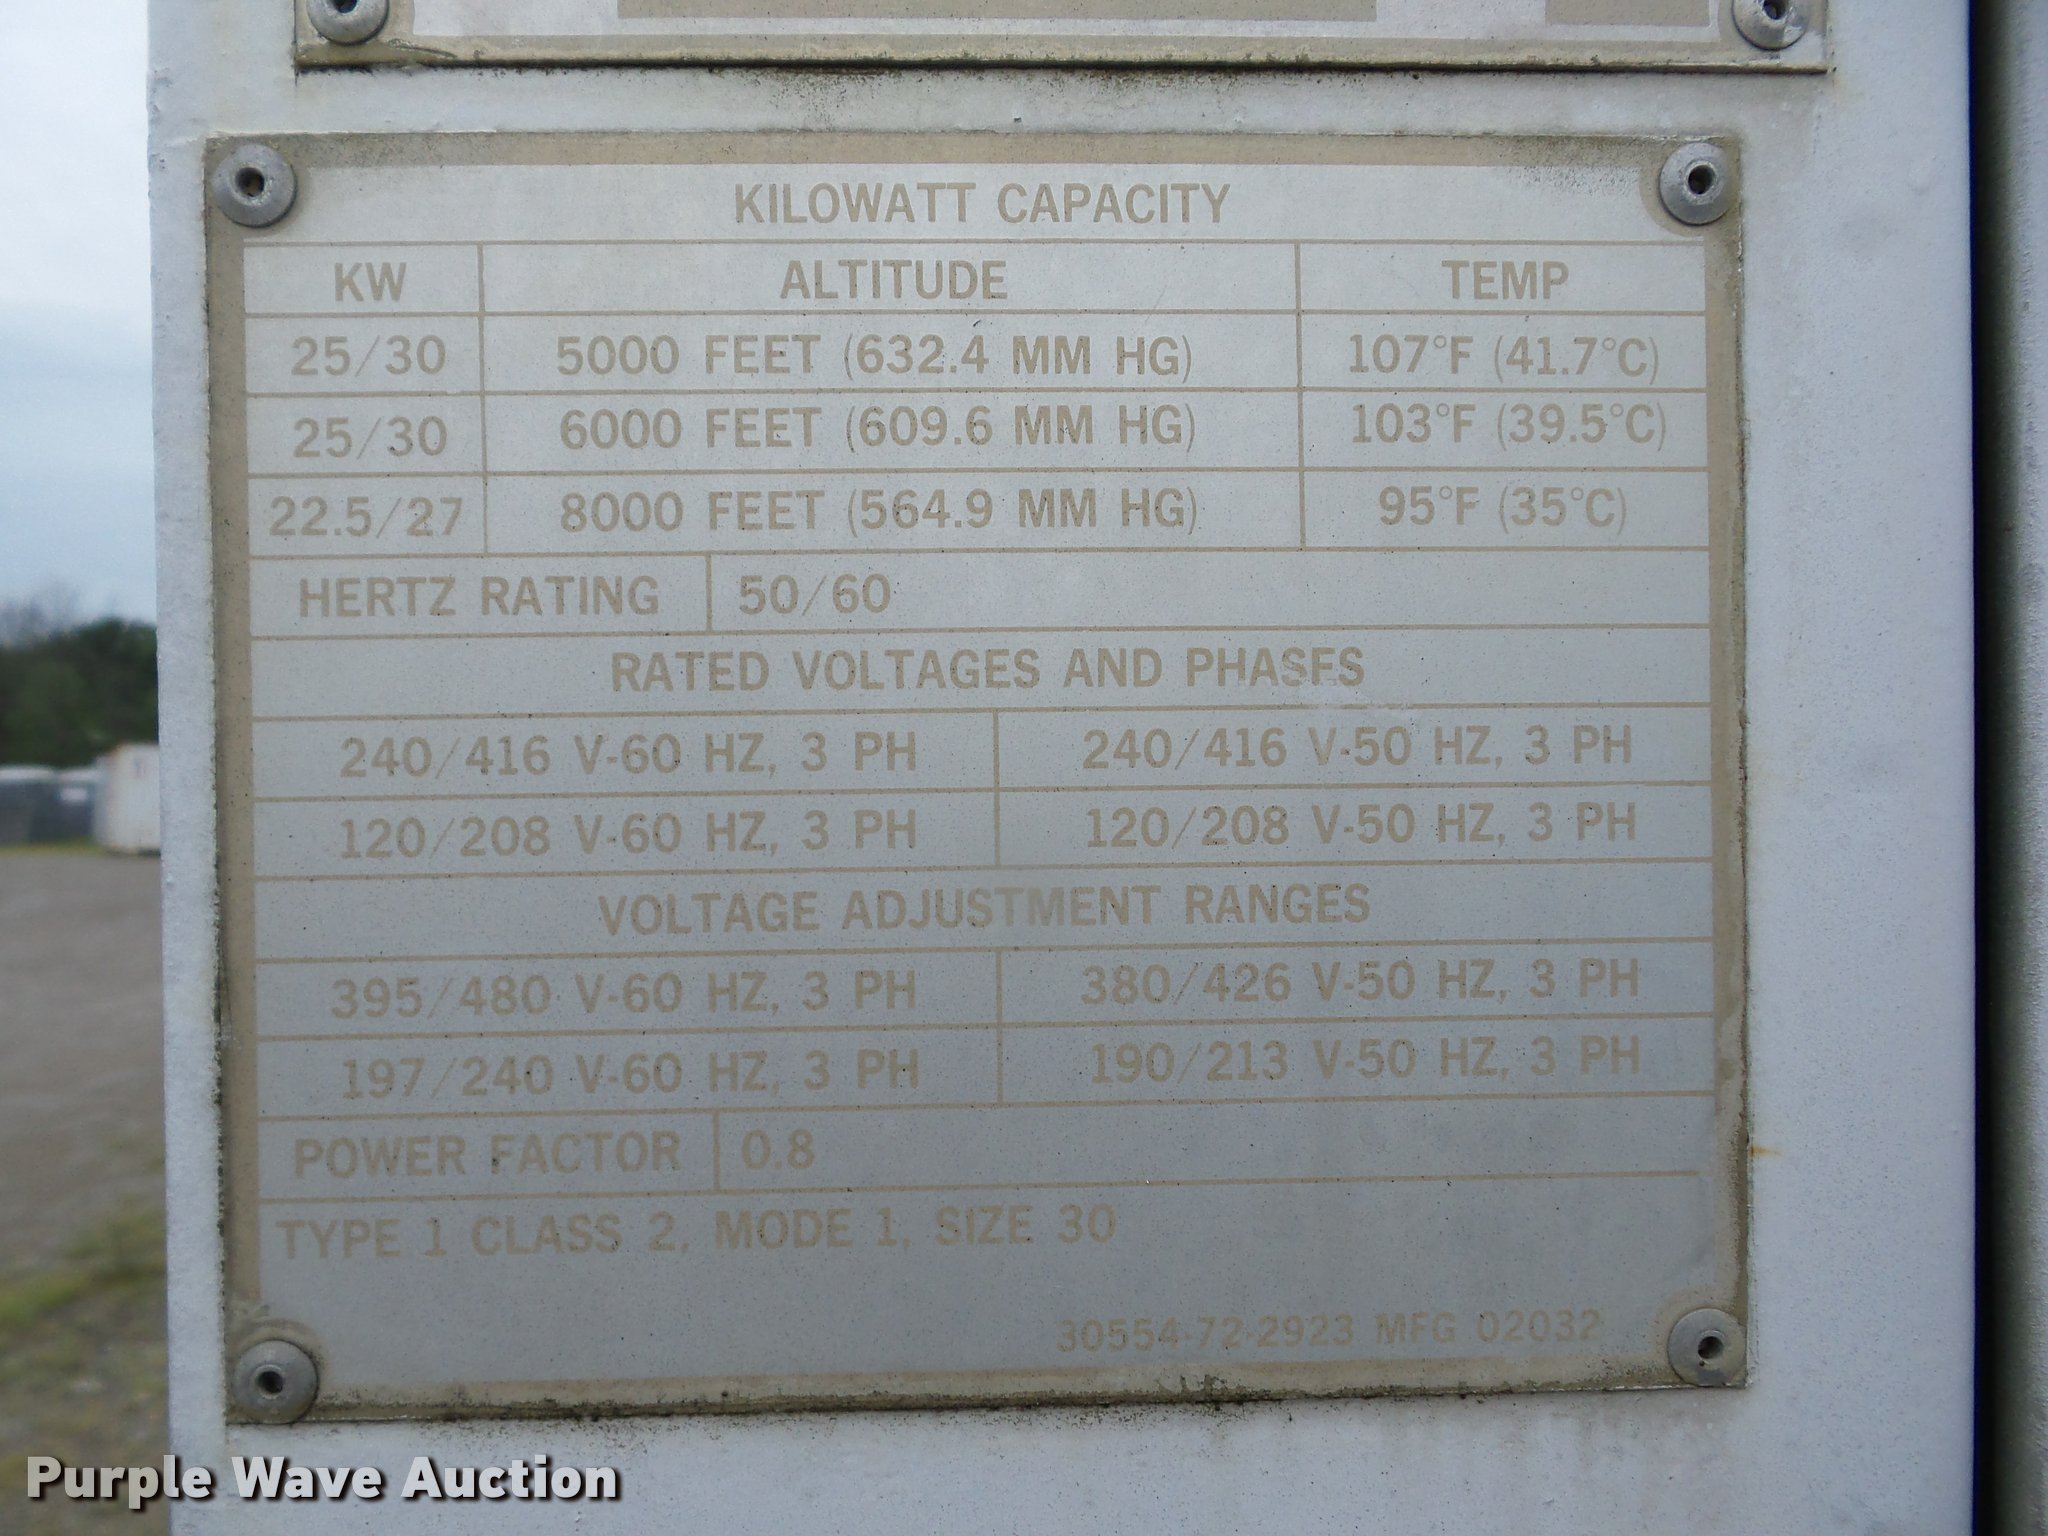 KILOWATT CAPACITY
KW ALTITUDE TEMP
25/30 5000 FEET (632.4 MM HG) 107°F (41.7°C)
25/30 6000 FEET (609.6 MM HG) 103°F (39.5°C)
22.5/27 8000 FEET (564.9 MM HG) 95°F (35°C)
HERTZ RATING 50/60
RATED VOLTAGES AND PHASES
240/416 V-60 HZ, 3 PH 240/416 V-50 HZ, 3 PH
120/208 V-60 HZ, 3 PH 120/208 V-50 HZ, 3 PH
VOLTAGE ADJUSTMENT RANGES
395/480 V-60 HZ, 3 PH 380/426 V-50 HZ, 3 PH
197/240 V-60 HZ, 3 PH 190/213 V-50 HZ, 3 PH
POWER FACTOR 0.8
TYPE 1 CLASS 2, MODE 1, SIZE 30
30554-72-2923 MFG 02032
Purple Wave Auction